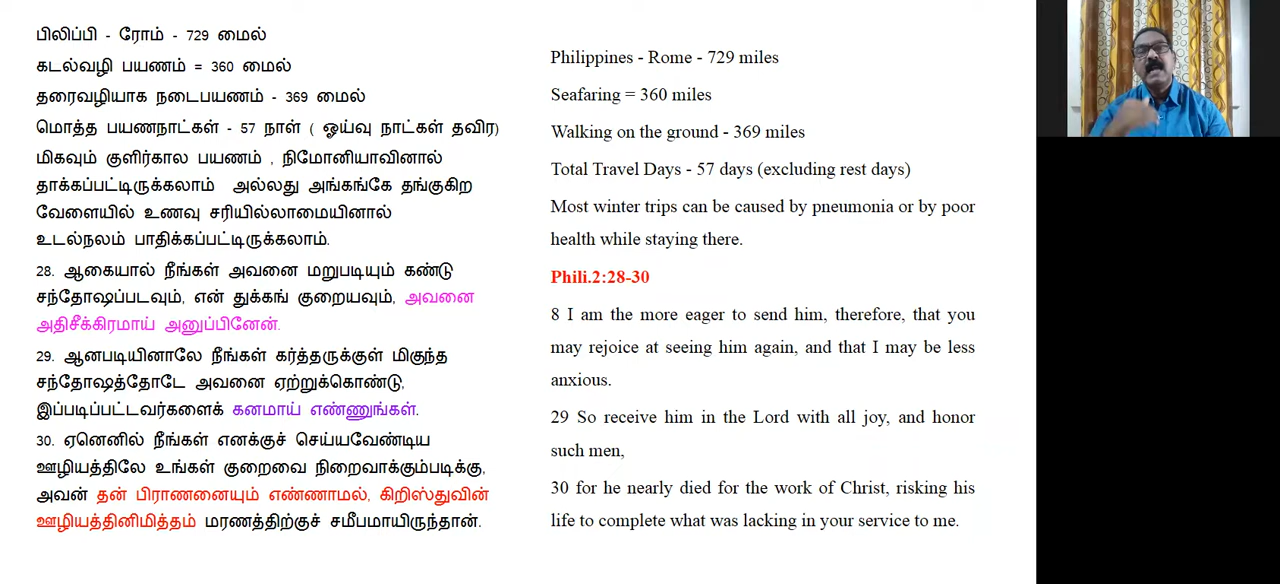 பிலிப்பி - ரோம் - 729 மைல்
கடல்வழி பயணம் = 360 மைல்
தரைவழியாக நடைபயணம் - 369 மைல்
மொத்த பயணநாட்கள் - 57 நாள் ( ஓய்வு நாட்கள் தவிர)
மிகவும் குளிர்கால பயணம் , நிமோனியாவினால்
தாக்கப்பட்டிருக்கலாம் அல்லது அங்கங்கே தங்குகிற
வேளையில் உணவு சரியில்லாமையினால்
உடல்நலம் பாதிக்கப்பட்டிருக்கலாம்.
28. ஆகையால் நீங்கள் அவனை மறுபடியும் கண்டு
சந்தோஷப்படவும், என் துக்கங் குறையவும், அவனை
அதிசீக்கிரமாய் அனுப்பினேன்.
29. ஆனபடியினாலே நீங்கள் கர்த்தருக்குள் மிகுந்த
சந்தோஷத்தோடே அவனை ஏற்றுக்கொண்டு,
இப்படிப்பட்டவர்களைக் கனமாய் எண்ணுங்கள்.
30. ஏனெனில் நீங்கள் எனக்குச் செய்யவேண்டிய
ஊழியத்திலே உங்கள் குறைவை நிறைவாக்கும்படிக்கு,
அவன் தன் பிராணனையும் எண்ணாமல், கிறிஸ்துவின்
ஊழியத்தினிமித்தம் மரணத்திற்குச் சமீபமாயிருந்தான்.
Philippines - Rome - 729 miles
Seafaring = 360 miles
Walking on the ground - 369 miles
Total Travel Days - 57 days (excluding rest days)
Most winter trips can be caused by pneumonia or by poor
health while staying there.
Phili.2:28-30
8 I am the more eager to send him, therefore, that you
may rejoice at seeing him again, and that I may be less
anxious.
29 So receive him in the Lord with all joy, and honor
such men,
30 for he nearly died for the work of Christ, risking his
life to complete what was lacking in your service to me.